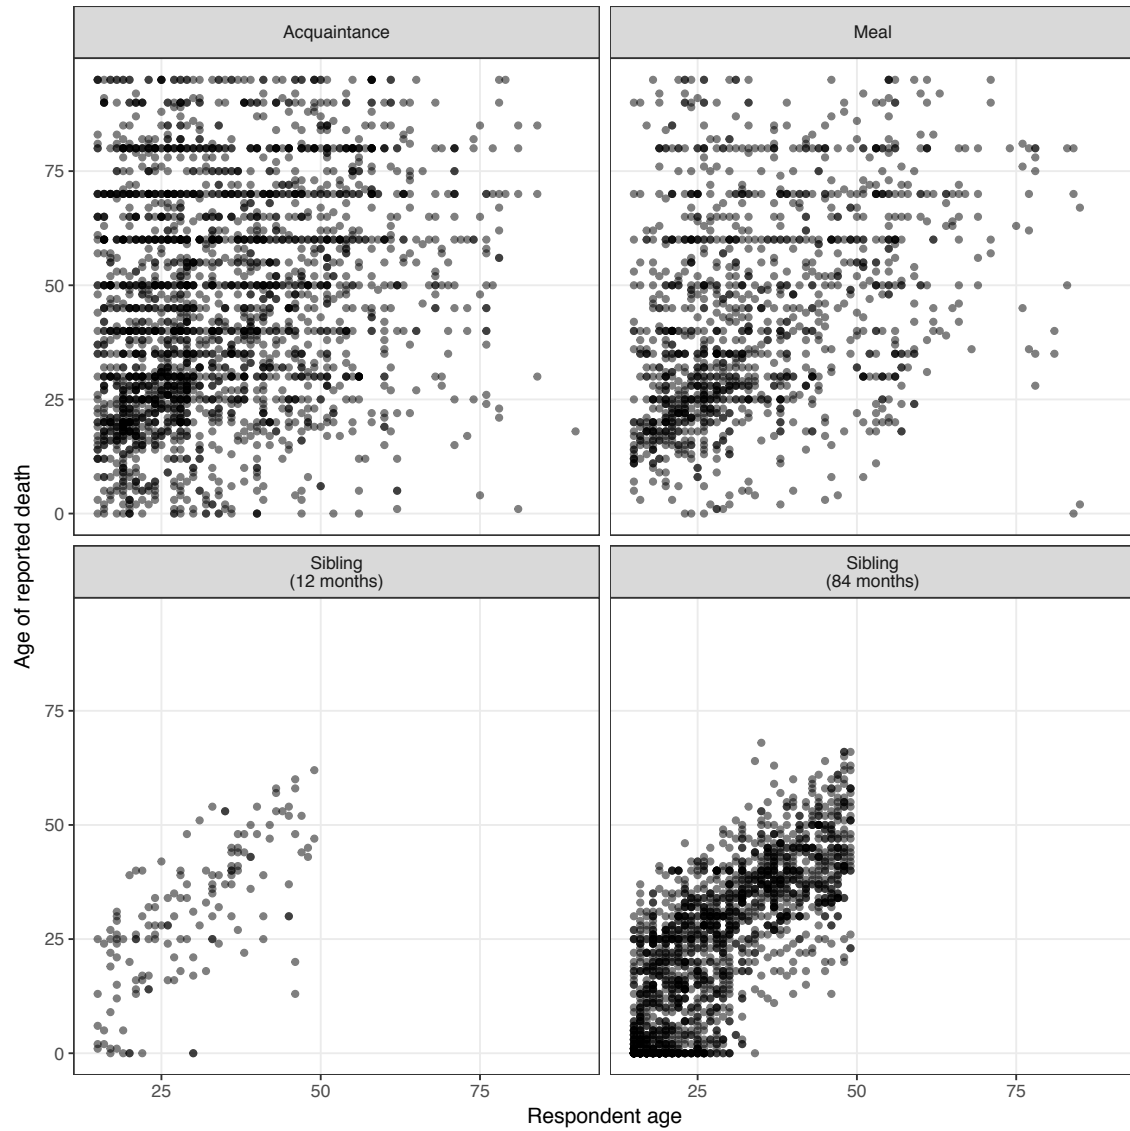 Acquaintance
Meal
75
50
25
0
Sibling
(12 months)
Sibling
(84 months)
75
50
25
0
25
50
75
25
50
75
Respondent age
Age of reported death